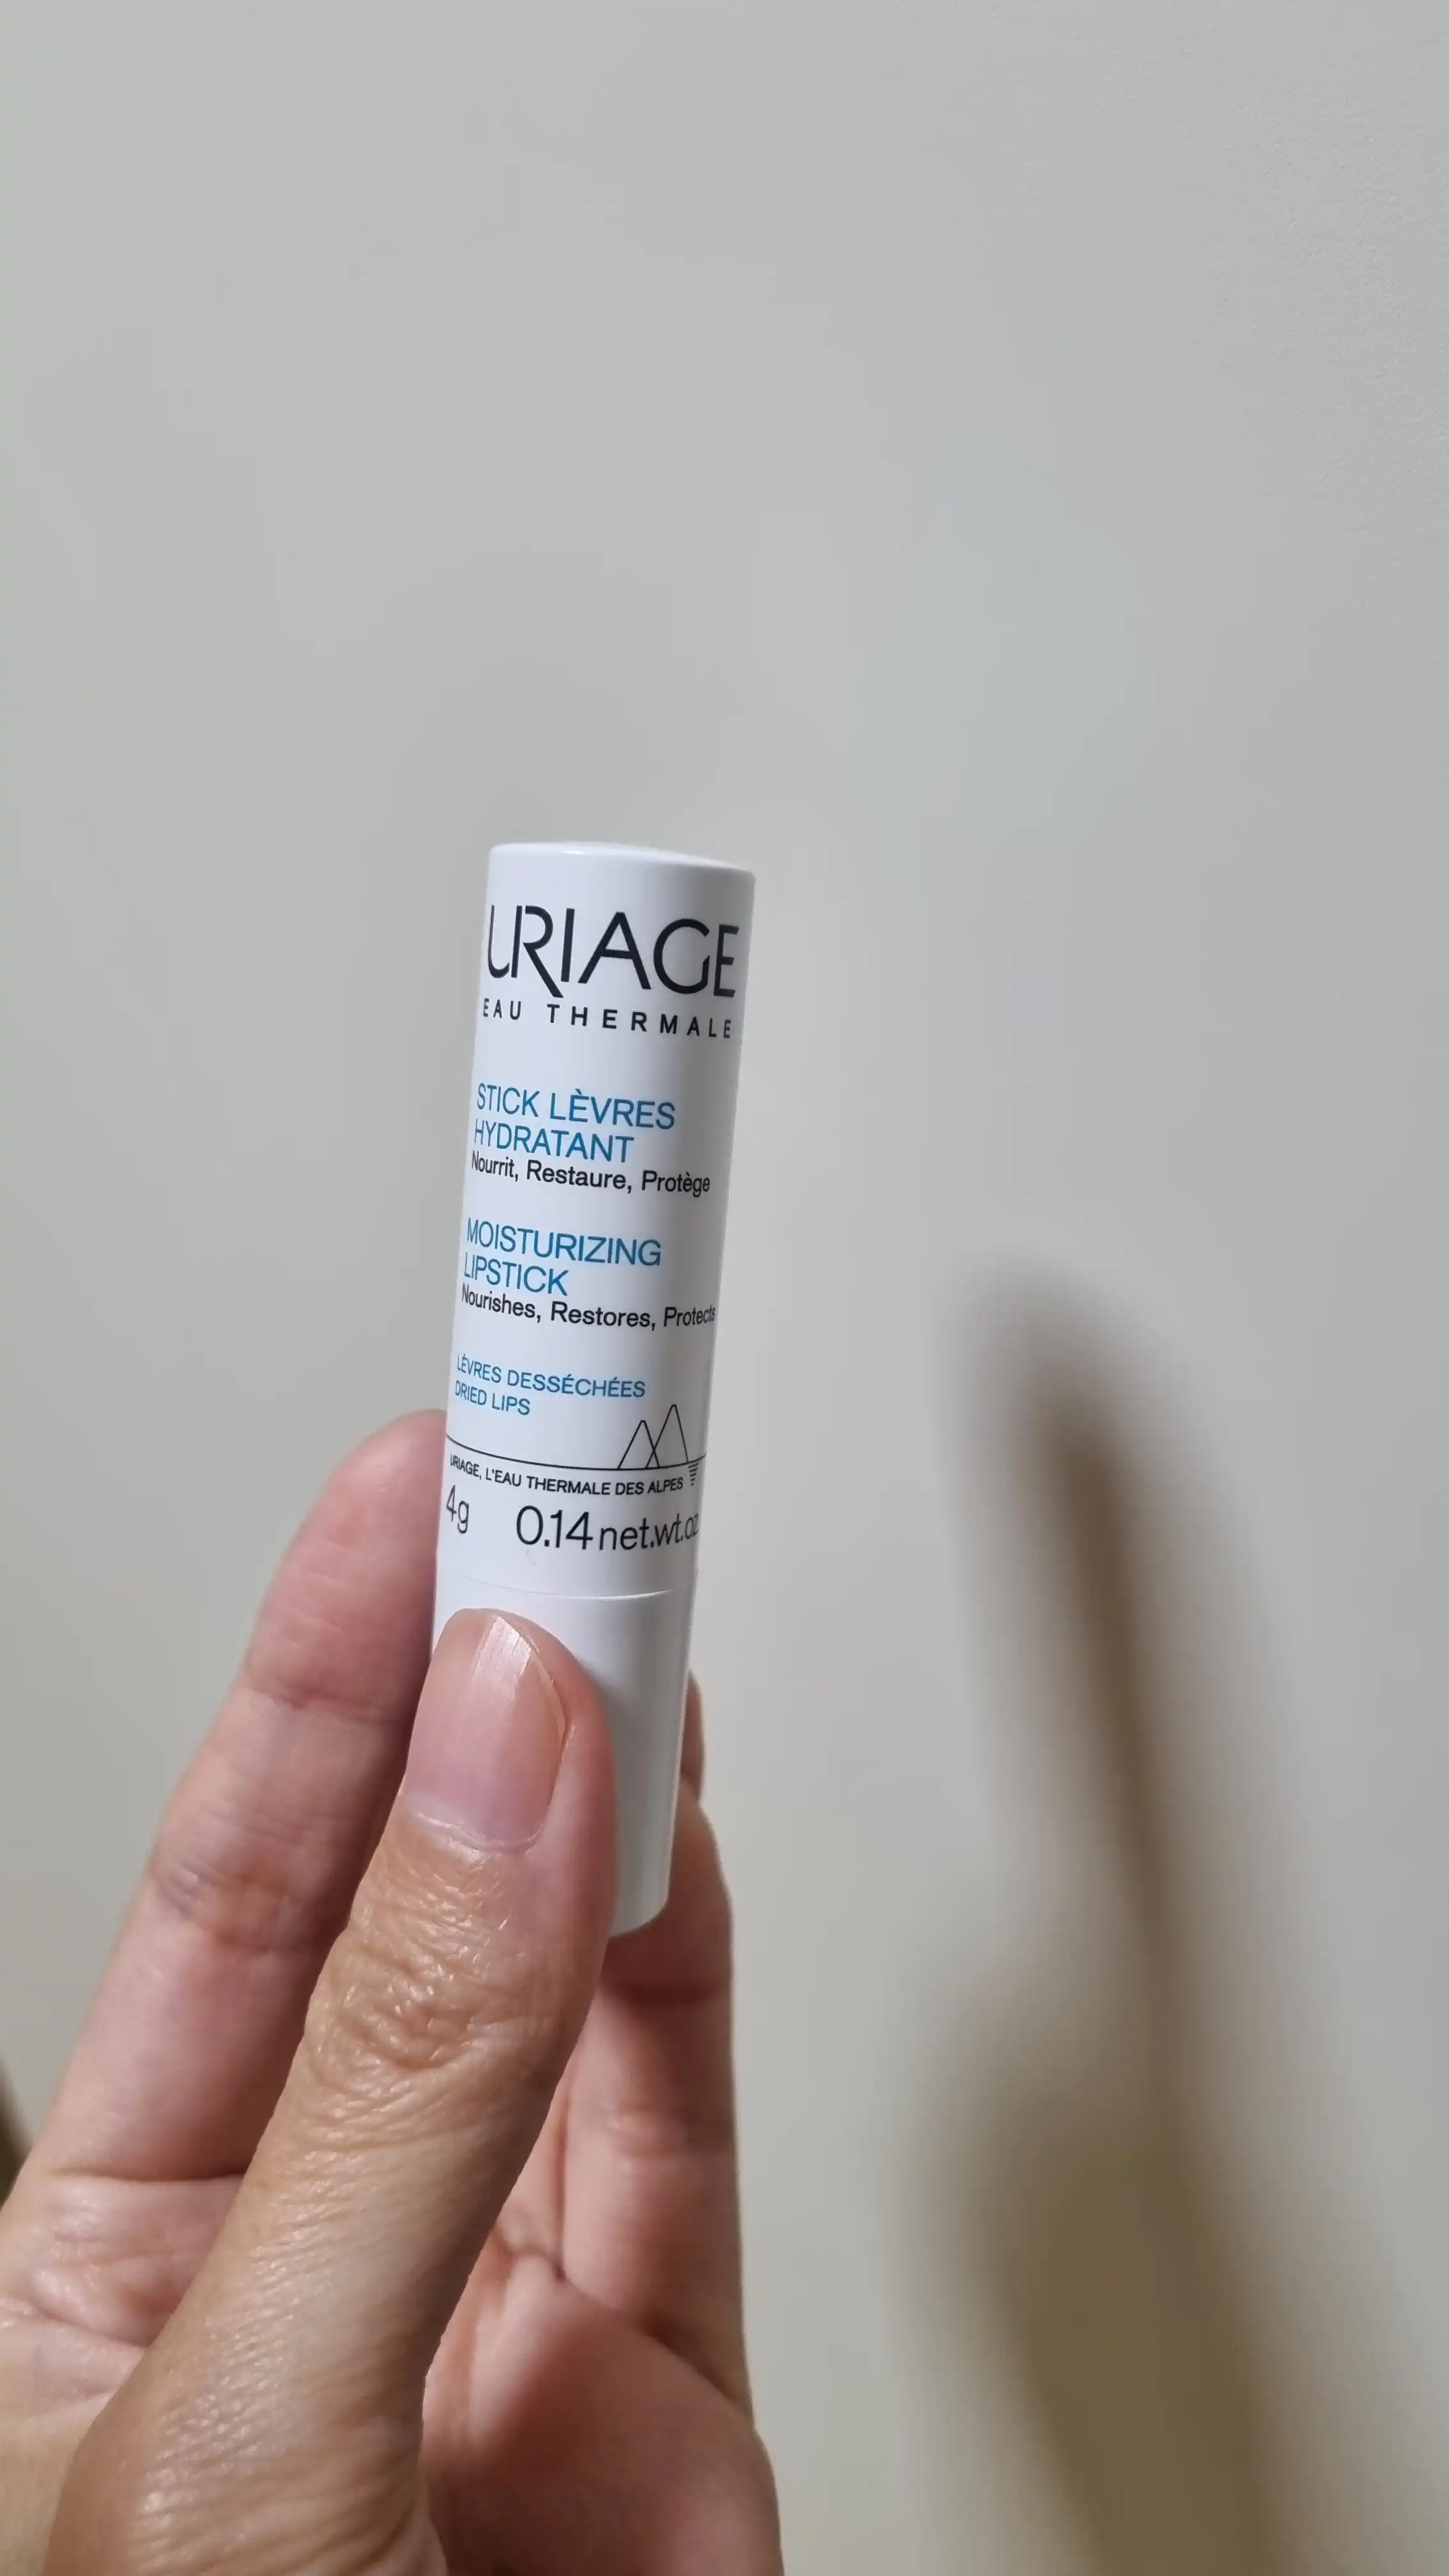 URIAGE
EAU THERMALE
STICK LÈVRES
HYDRATANT
Nourrit, Restaure, Protège
MOISTURIZING
LIPSTICK
Nourishes, Restores, Protects
LÈVRES DESSÉCHÉES
DRIED LIPS
URIAGE, L'EAU THERMALE DES ALPES
4g 0.14 net.wt.oz